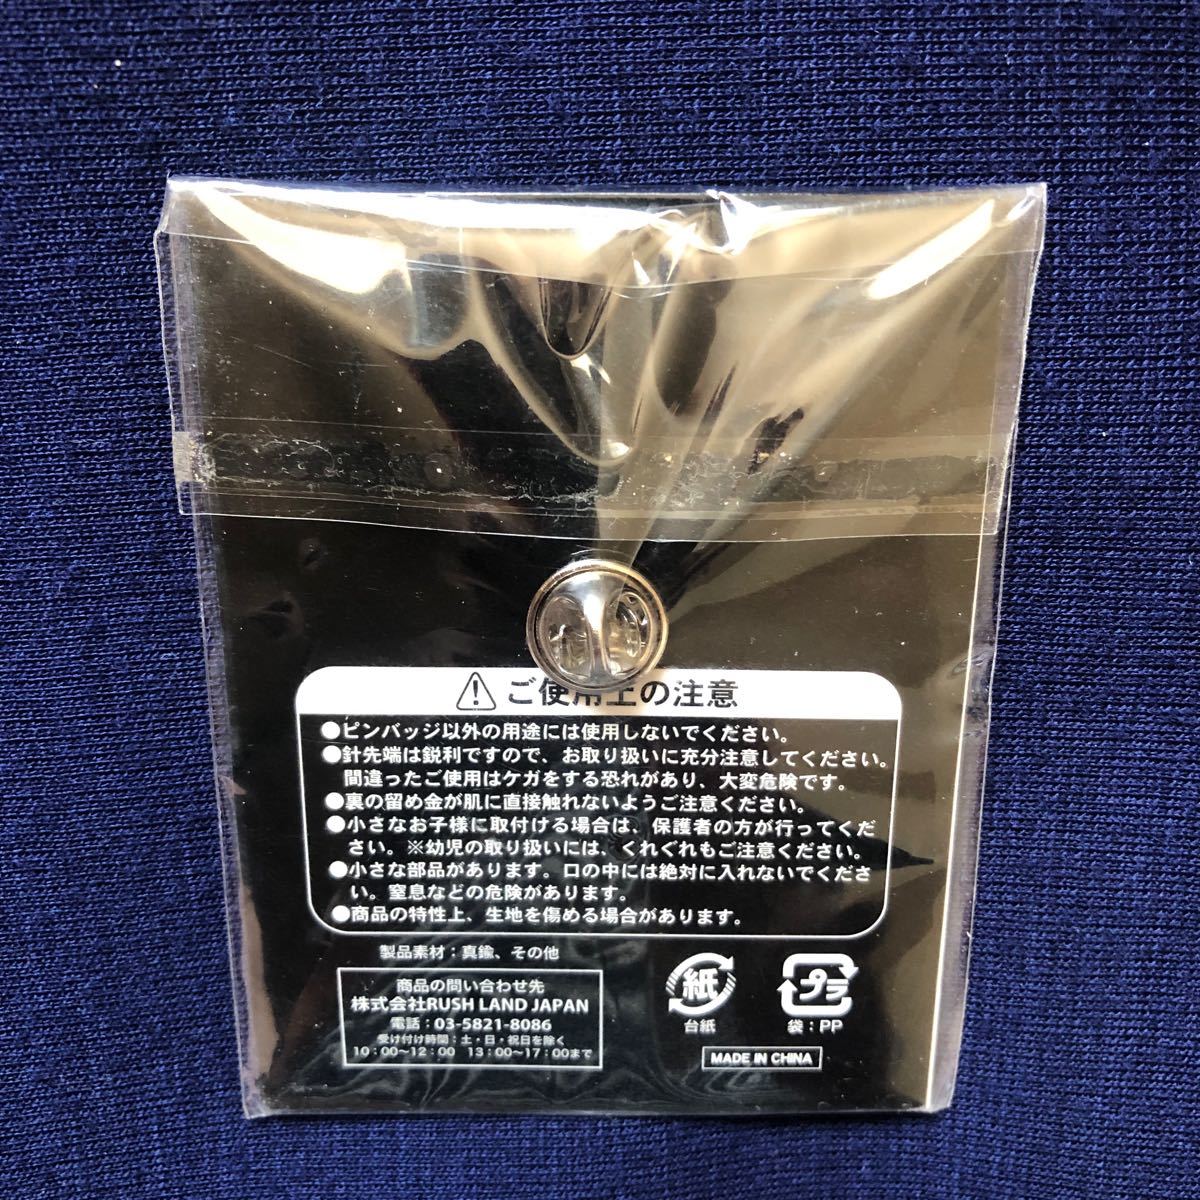 ご使用上の注意
●ピンバッジ以外の用途には使用しないでください。
●針先端は鋭利ですので、お取り扱いに充分注意してください。
間違ったご使用はケガをする恐れがあり、大変危険です。
●裏の留め金が肌に直接触れないようご注意ください。
●小さなお子様に取付ける場合は、保護者の方が行ってくだ
さい。※幼児の取り扱いには、くれぐれもご注意ください。
●小さな部品があります。口の中には絶対に入れないでくださ
い。窒息などの危険があります。
●商品の特性上、生地を傷める場合があります。
製品素材：真鍮、その他
商品の問い合わせ先
株式会社RUSH LAND JAPAN
電話：03-5821-8086
受け付け時間：土・日・祝日を除く
10：00～12：00　13：00～17：00まで
紙
台紙
プラ
袋：PP
MADE IN CHINA